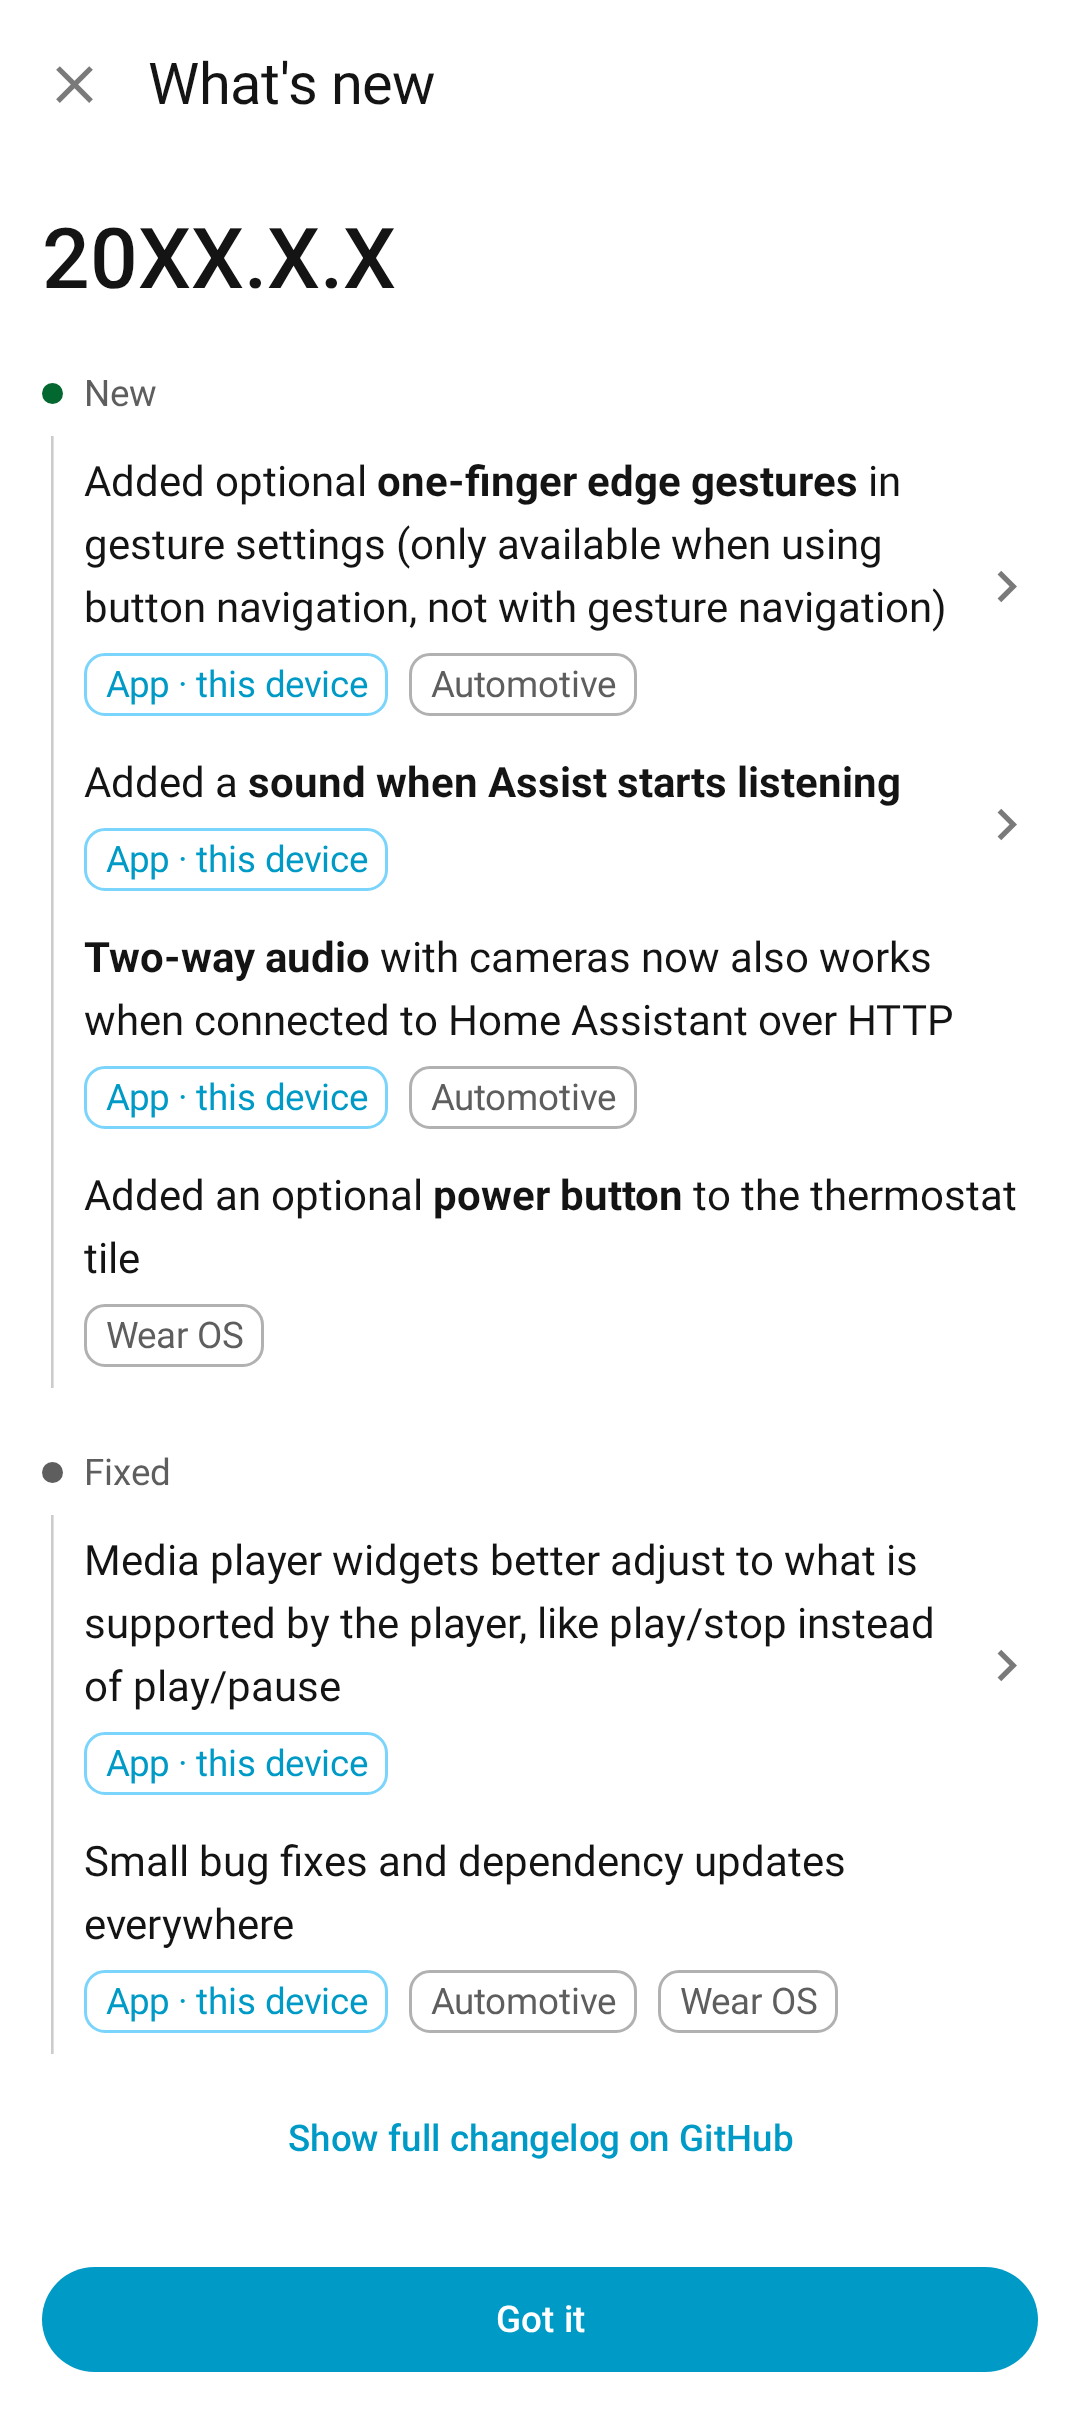 What's new
20XX.X.X
New
Added optional one-finger edge gestures in
gesture settings (only available when using
button navigation, not with gesture navigation)
App · this device
Automotive
Added a sound when Assist starts listening
App · this device
Two-way audio with cameras now also works
when connected to Home Assistant over HTTP
App · this device
Automotive
Added an optional power button to the thermostat
tile
Wear OS
Fixed
Media player widgets better adjust to what is
supported by the player, like play/stop instead
of play/pause
App · this device
Small bug fixes and dependency updates
everywhere
App · this device
Automotive
Wear OS
Show full changelog on GitHub
Got it